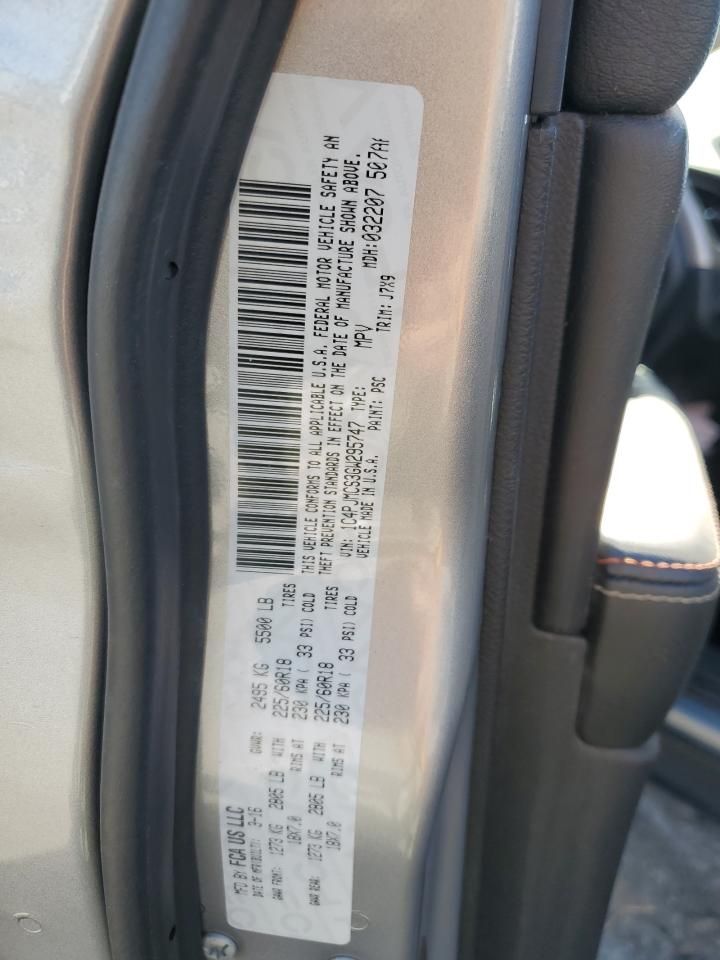 MFD BY FCA US LLC
DATE OF MFR/BUILT: 3-16 GVWR: 2495 KG 5500 LB
GAWR FRONT: 1273 KG 2805 LB WITH 225/60R18 TIRES
18X7.0 RIMS AT 230 KPA ( 33 PSI) COLD
GAWR REAR: 1273 KG 2805 LB WITH 225/60R18 TIRES
18X7.0 RIMS AT 230 KPA ( 33 PSI) COLD
THIS VEHICLE CONFORMS TO ALL APPLICABLE U.S.A. FEDERAL MOTOR VEHICLE SAFETY AN
THEFT PREVENTION STANDARDS IN EFFECT ON THE DATE OF MANUFACTURE SHOWN ABOVE.
VIN: 1C4PJMCS3GW295747 TYPE: MPV MDH:032207 507Af
VEHICLE MADE IN U.S.A. PAINT: PSC TRIM: J7X9